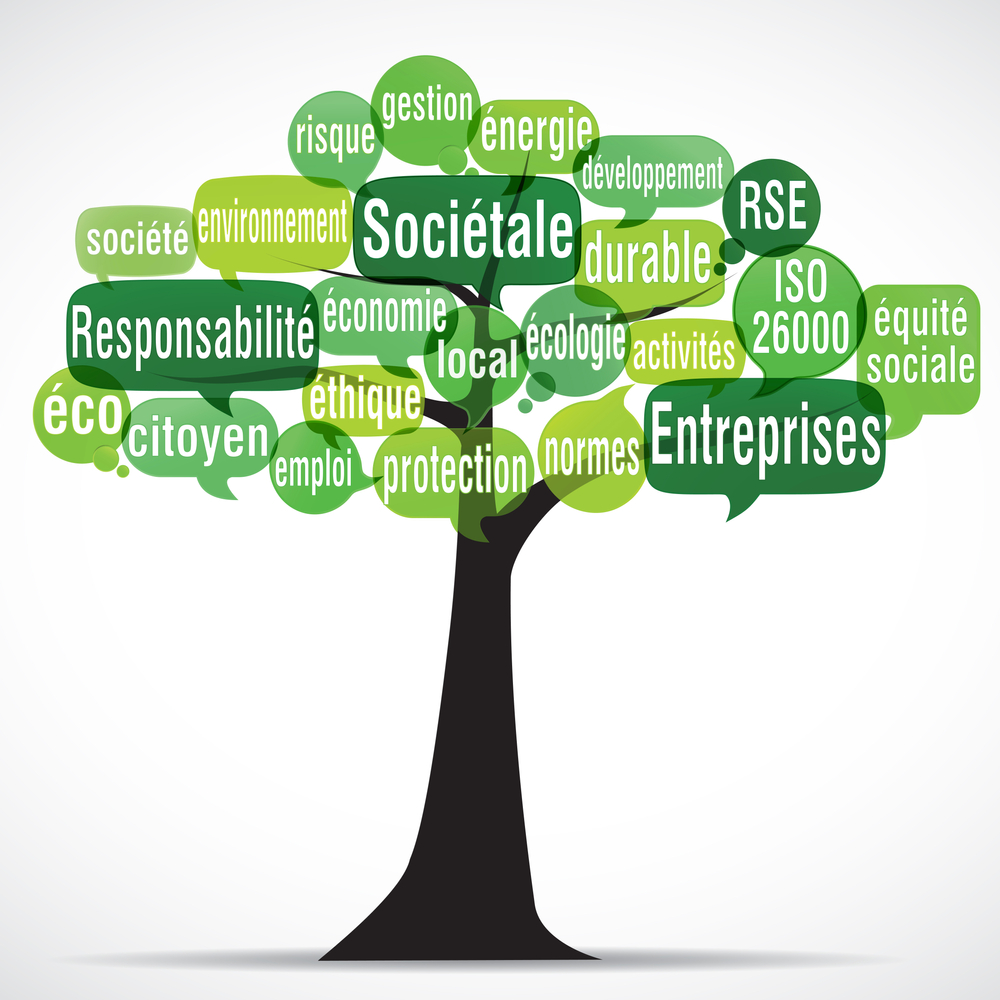 gestion
risque
énergie
développement
RSE
société
environnement
Sociétale
durable
ISO
26000
Responsabilité
économie
local
écologie
activités
équité
sociale
éco
citoyen
éthique
emploi
protection
normes
Entreprises